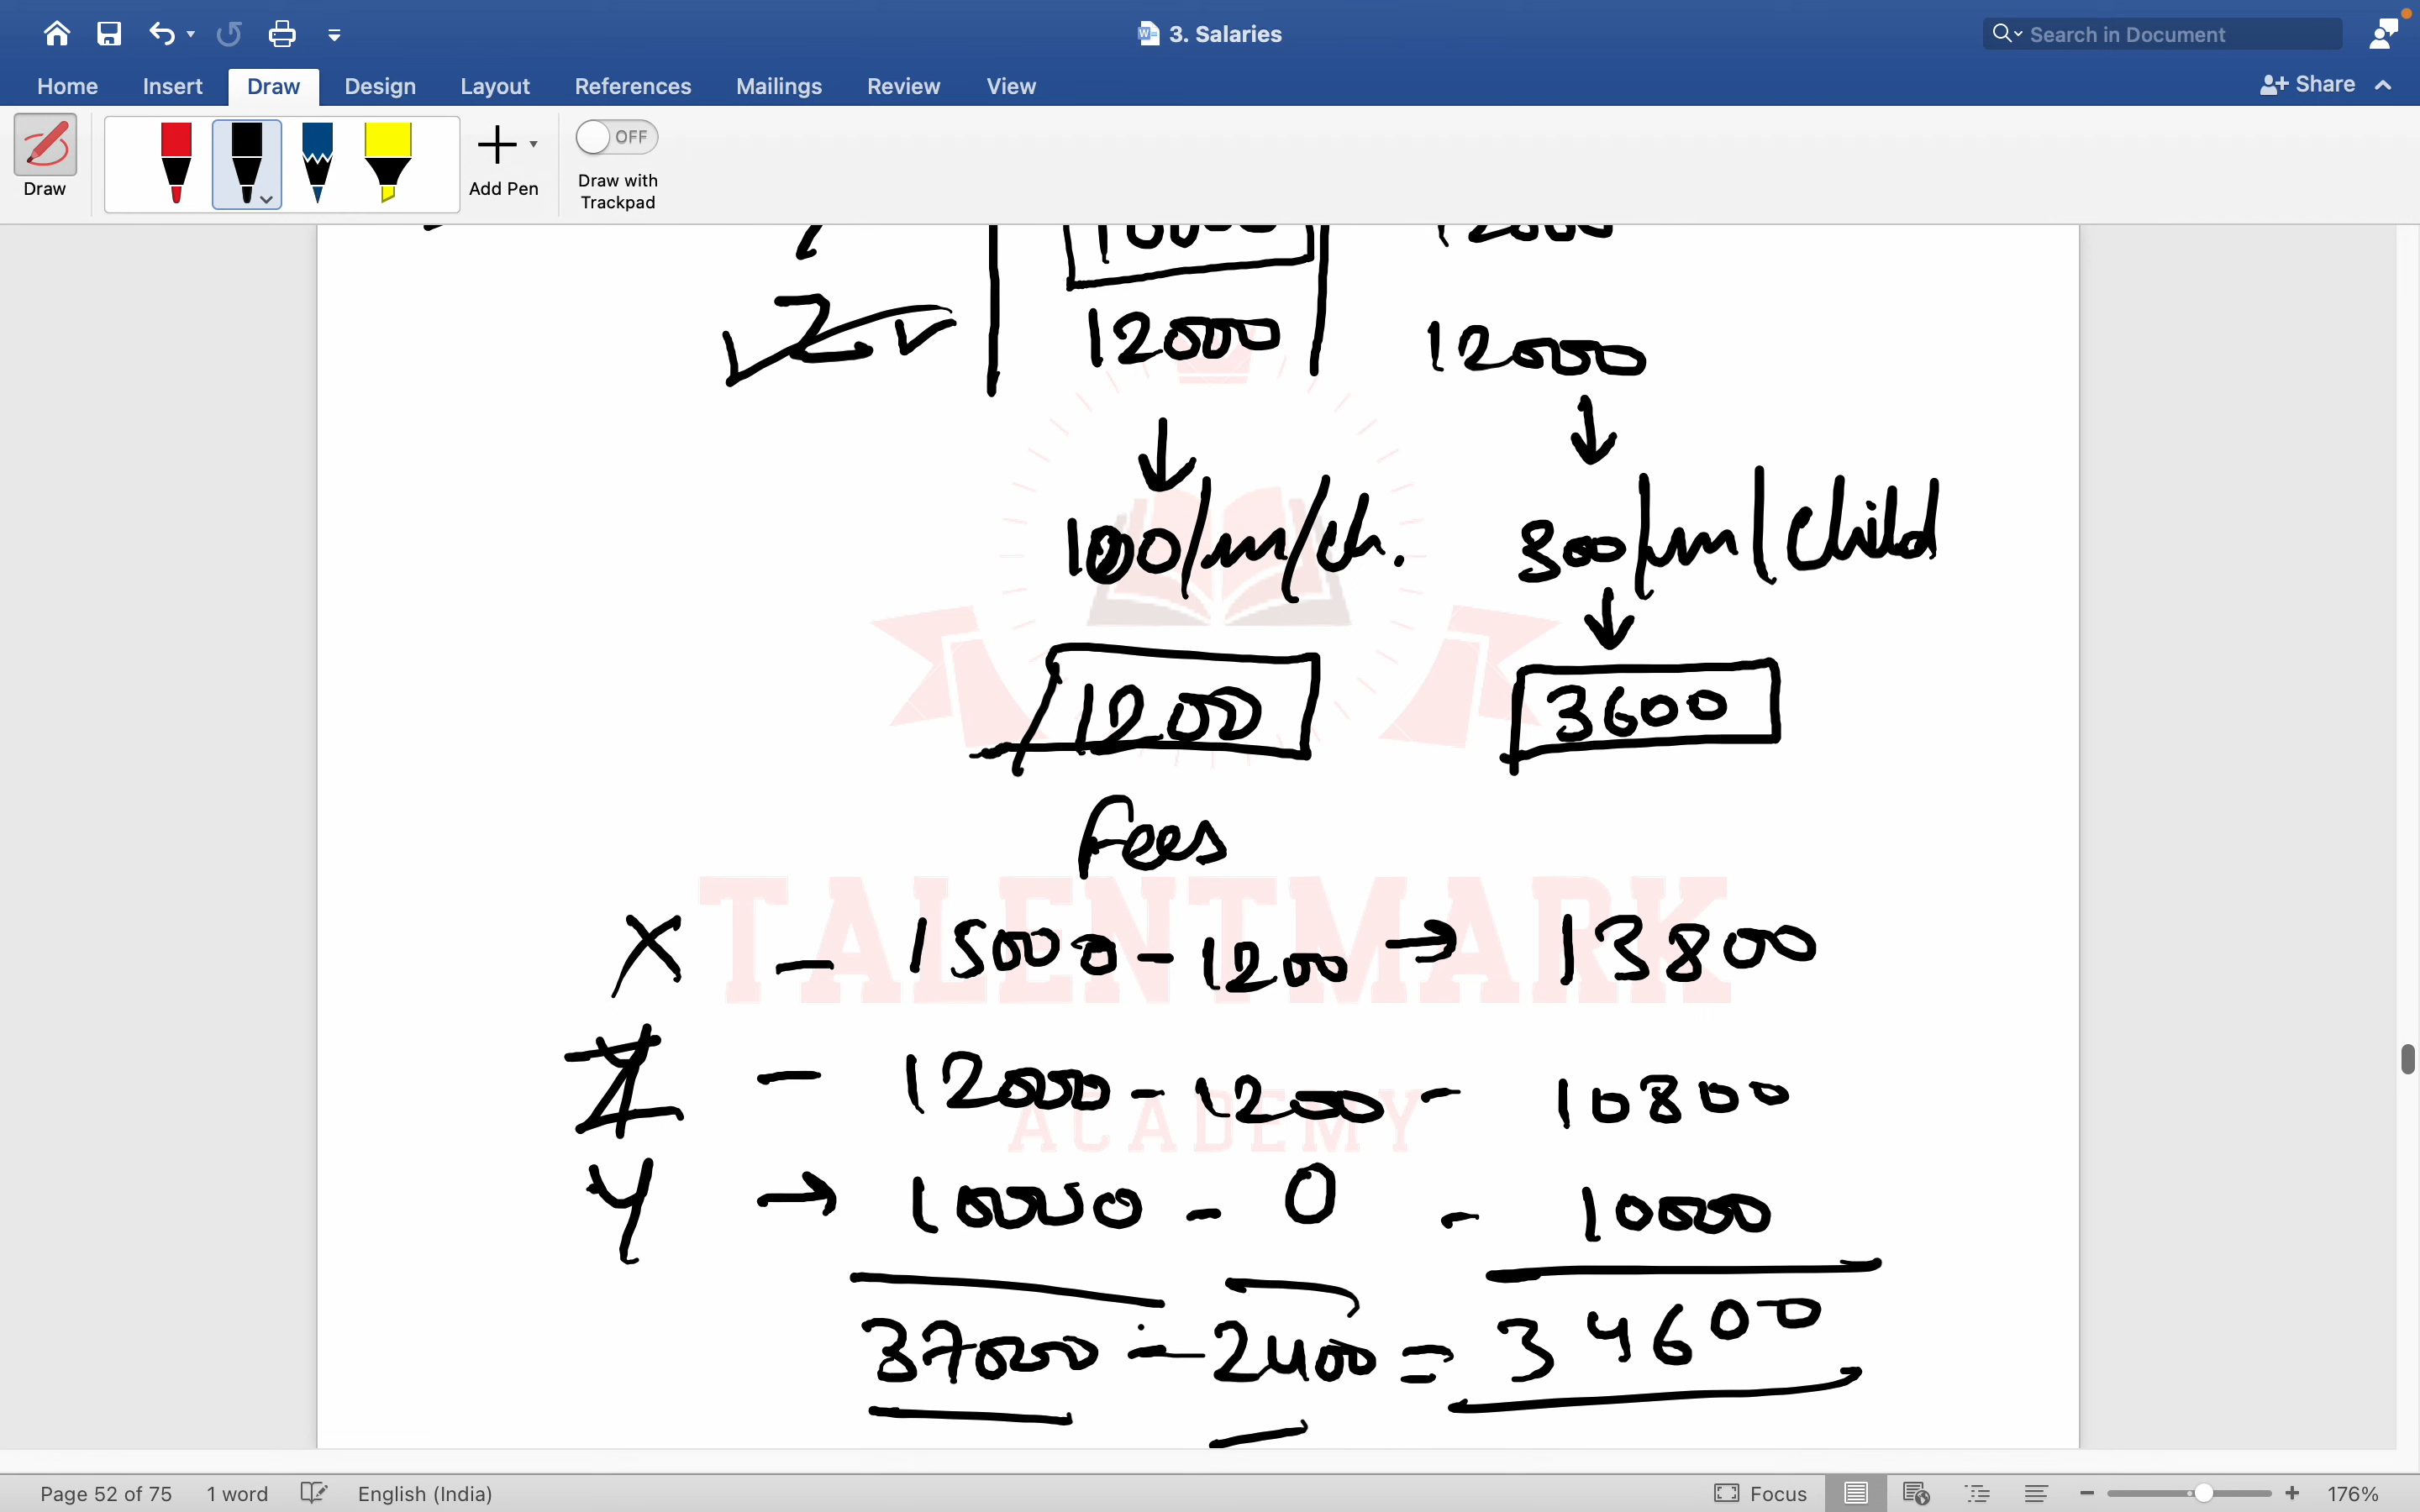 3. Salaries
Search in Document
Home Insert Draw Design Layout References Mailings Review View
Share
Draw
Add Pen
OFF
Draw with
Trackpad
12000
Z 12000 12000
100/m/ch. 300/m/child
1200 3600
Fees
TALENTMARK
X - 15000 - 1200 → 13800
Z - 12000 - 1200 - 10800
ACADEMY
Y → 10000 - 0 - 10000
37000 - 2400 = 34600
Page 52 of 75 1 word English (India) Focus 176%